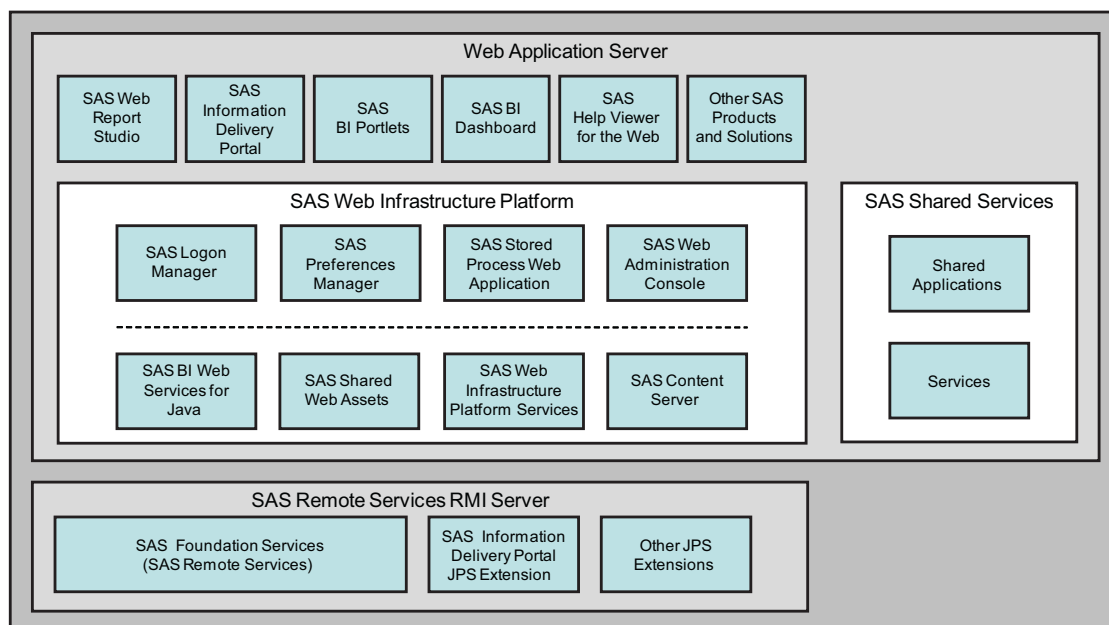 Web Application Server
SAS Web
Report
Studio
SAS
Information
Delivery
Portal
SAS
BI Portlets
SAS BI
Dashboard
SAS
Help Viewer
for the Web
Other SAS
Products
and Solutions
SAS Web Infrastructure Platform
SAS Logon
Manager
SAS
Preferences
Manager
SAS Stored
Process Web
Application
SAS Web
Administration
Console
SAS BI Web
Services for
Java
SAS Shared
Web Assets
SAS Web
Infrastructure
Platform Services
SAS Content
Server
SAS Shared Services
Shared
Applications
Services
SAS Remote Services RMI Server
SAS Foundation Services
(SAS Remote Services)
SAS Information
Delivery Portal
JPS Extension
Other JPS
Extensions